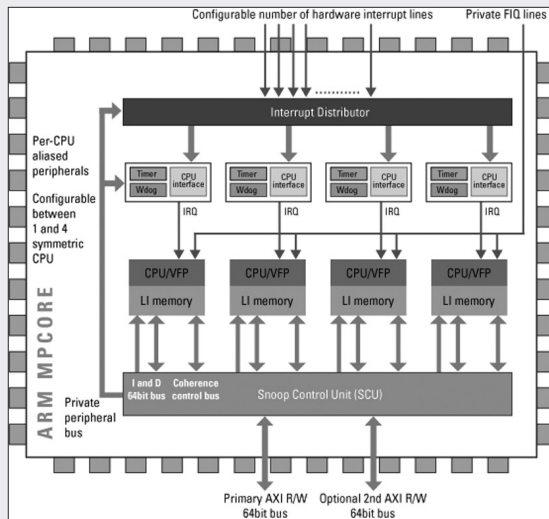 Configurable number of hardware interrupt lines
Private FIQ lines
Interrupt Distributor
Per-CPU
aliased
peripherals
Configurable
between
1 and 4
symmetric
CPU
Timer
Wdog
CPU
interface
Timer
Wdog
CPU
interface
Timer
Wdog
CPU
interface
Timer
Wdog
CPU
interface
IRQ
IRQ
IRQ
IRQ
CPU/VFP
LI memory
CPU/VFP
LI memory
CPU/VFP
LI memory
CPU/VFP
LI memory
ARM MPCORE
I and D
64bit bus
Coherence
control bus
Snoop Control Unit (SCU)
Private
peripheral
bus
Primary AXI R/W
64bit bus
Optional 2nd AXI R/W
64bit bus